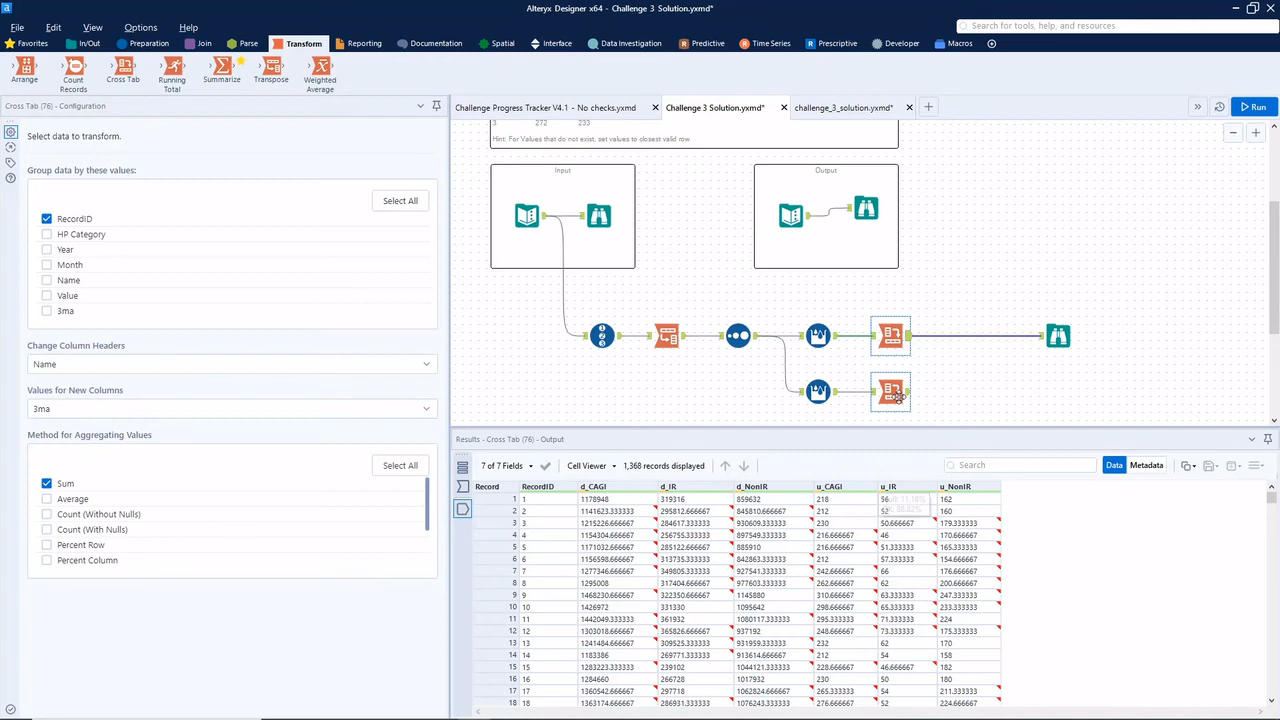 Alteryx Designer x64 - Challenge 3 Solution.yxmd*
File Edit View Options Help
Search for tools, help, and resources
Favorites In/Out Preparation Join Parse Transform Reporting Documentation Spatial Interface Data Investigation Predictive Time Series Prescriptive Developer Macros
Arrange Count Records Cross Tab Running Total Summarize Transpose Weighted Average
Cross Tab (76) - Configuration
Challenge Progress Tracker V4.1 - No checks.yxmd
Challenge 3 Solution.yxmd*
challenge_3_solution.yxmd*
Run
Select data to transform.
3 272 233
Hint: For Values that do not exist, set values to closest valid row
Group data by these values:
Select All
RecordID
HP Category
Year
Month
Name
Value
3ma
Input
Output
Change Column Headers
Name
Values for New Columns
3ma
Method for Aggregating Values
Select All
Sum
Average
Count (Without Nulls)
Count (With Nulls)
Percent Row
Percent Column
Results - Cross Tab (76) - Output
7 of 7 Fields Cell Viewer 1,368 records displayed Search Data Metadata
Record RecordID d_CAGI d_IR d_NonIR u_CAGI u_IR u_NonIR
1 1 1178948 319316 859632 218 56 162
2 2 1141623.333333 295812.666667 845810.666667 212 52 160
3 3 1215226.666667 284617.333333 930609.333333 230 50.666667 179.333333
4 4 1154304.666667 256755.333333 897549.333333 216.666667 46 170.666667
5 5 1171032.666667 285122.666667 885910 216.666667 51.333333 165.333333
6 6 1156598.666667 313735.333333 842863.333333 212 57.333333 154.666667
7 7 1277346.666667 349805.333333 927541.333333 242.666667 66 176.666667
8 8 1295008 317404.666667 977603.333333 262.666667 62 200.666667
9 9 1468230.666667 322350.666667 1145880 310.666667 63.333333 247.333333
10 10 1426972 331330 1095642 298.666667 65.333333 233.333333
11 11 1442049.333333 361932 1080117.333333 295.333333 71.333333 224
12 12 1303018.666667 365826.666667 937192 248.666667 73.333333 175.333333
13 13 1241484.666667 309525.333333 931959.333333 232 62 170
14 14 1183386 269771.333333 913614.666667 212 54 158
15 15 1283223.333333 239102 1044121.333333 228.666667 46.666667 182
16 16 1284660 266728 1017932 230 50 180
17 17 1360542.666667 297718 1062824.666667 265.333333 54 211.333333
18 18 1363174.666667 286931.333333 1076243.333333 276.666667 52 224.666667